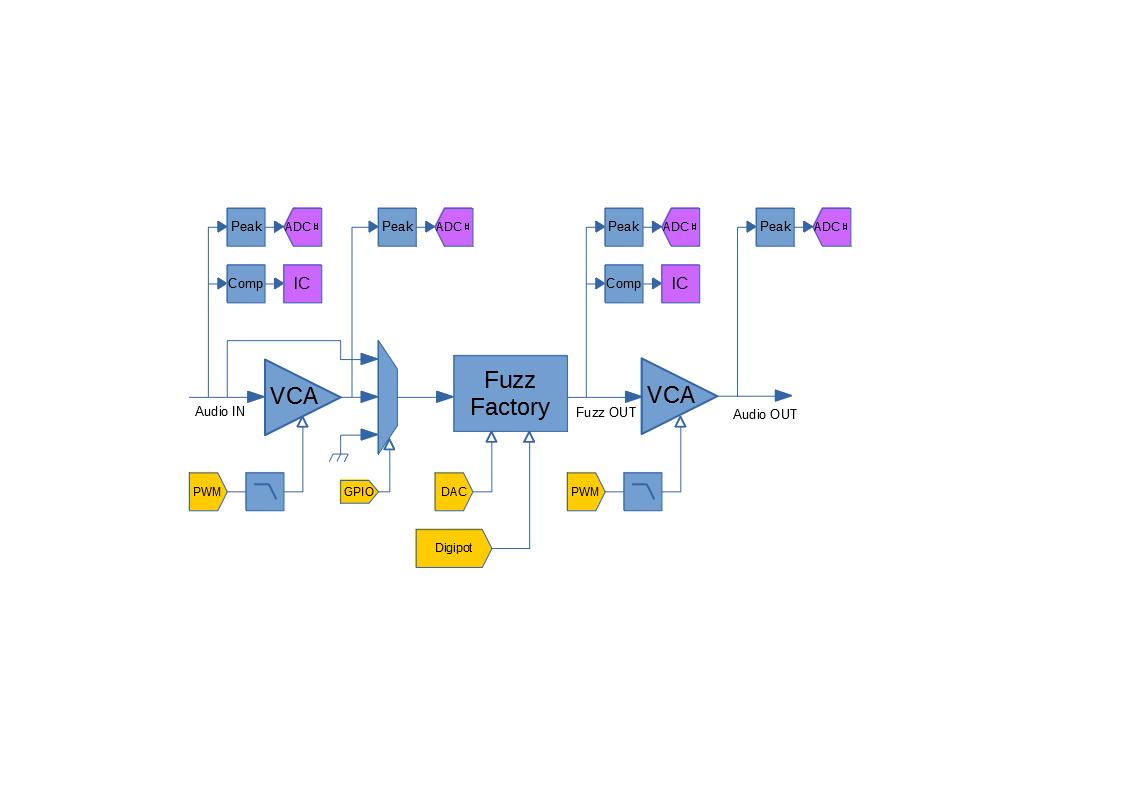 Peak ADC# Peak ADC# Peak ADC# Peak ADC#
Comp IC Comp IC
VCA
Fuzz
Factory
VCA
Audio IN
Fuzz OUT
Audio OUT
PWM
GPIO
DAC
PWM
Digipot